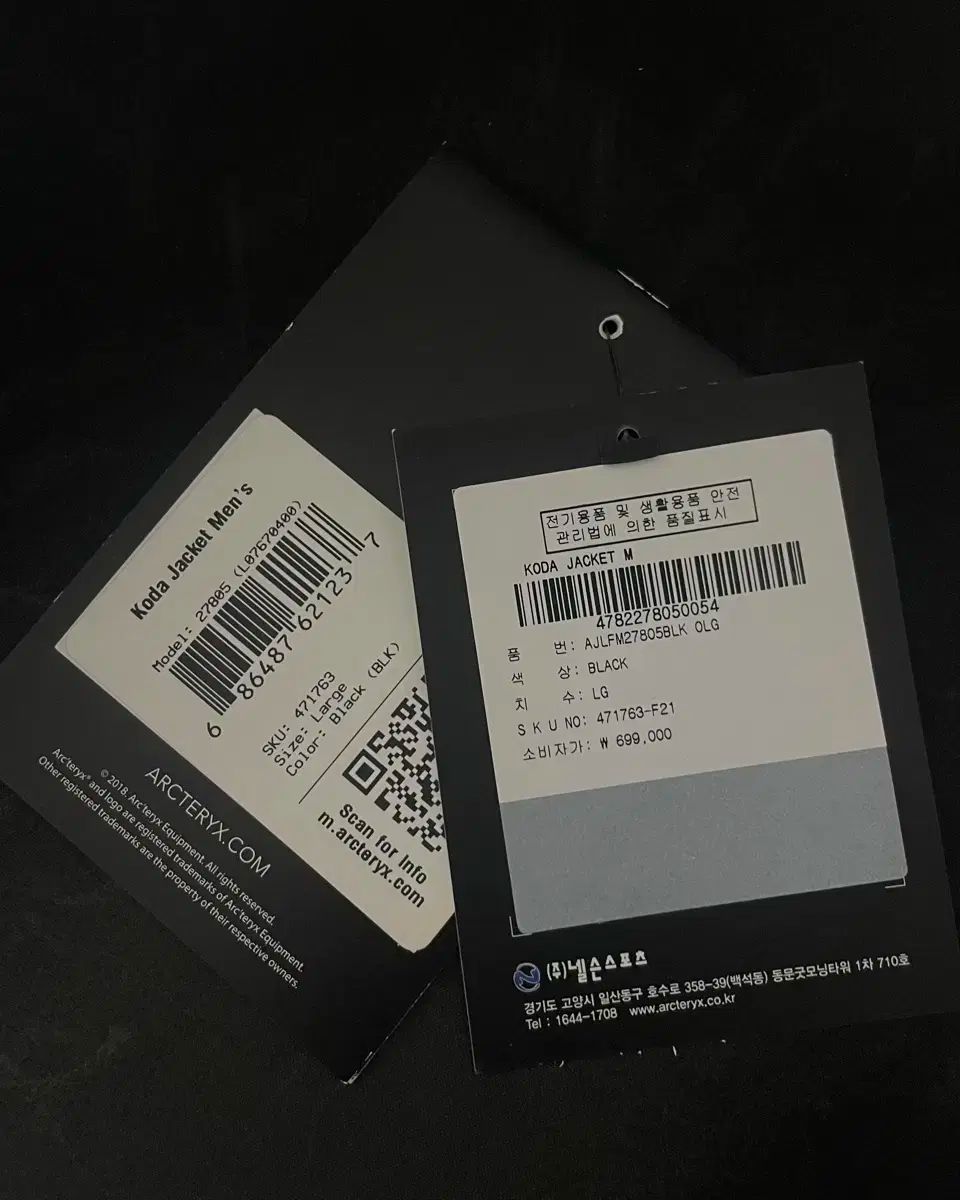 Koda Jacket Men's
Model: 27805 (L07670400)
6 86487 62123 7
SKU: 471763
Size: Large
Color: Black (BLK)
Scan for Info
m.arcteryx.com
ARCTERYX.COM
© 2018. Arc'teryx Equipment. All rights reserved.
Arc'teryx® and logo are registered trademarks of Arc'teryx Equipment.
Other registered trademarks are the property of their respective owners.
전기용품 및 생활용품 안전
관리법에 의한 품질표시
KODA JACKET M
4782278050054
품 번: AJLFM27805BLK 0LG
색 상: BLACK
치 수: LG
S K U NO: 471763-F21
소비자가: ₩ 699,000
(주)넬슨스포츠
경기도 고양시 일산동구 호수로 358-39(백석동) 동문굿모닝타워 1차 710호
Tel : 1644-1708 www.arcteryx.co.kr